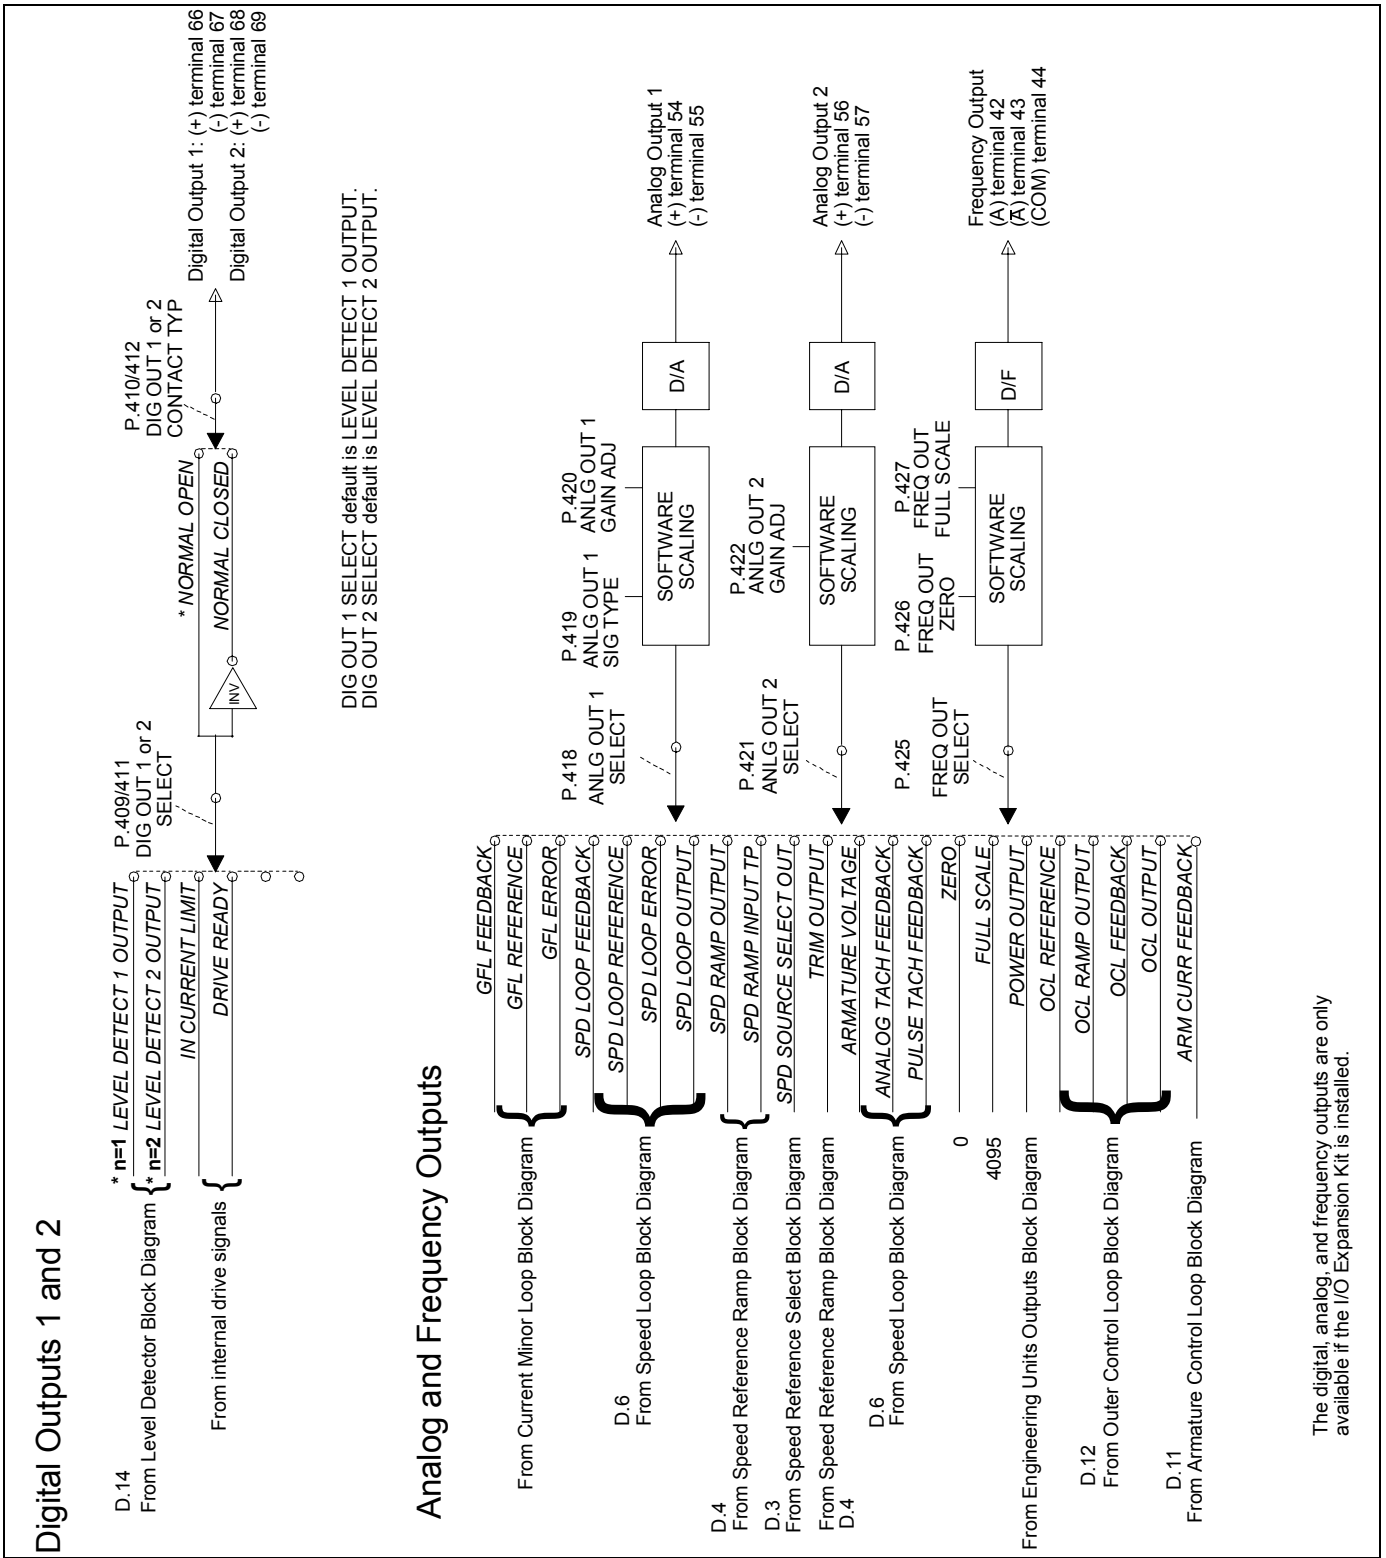 Digital Outputs 1 and 2
D.14
From Level Detector Block Diagram
* n=1 LEVEL DETECT 1 OUTPUT
* n=2 LEVEL DETECT 2 OUTPUT
From internal drive signals
IN CURRENT LIMIT
DRIVE READY
P.409/411
DIG OUT 1 or 2
SELECT
INV
* NORMAL OPEN
NORMAL CLOSED
P.410/412
DIG OUT 1 or 2
CONTACT TYP
Digital Output 1: (+) terminal 66
(-) terminal 67
Digital Output 2: (+) terminal 68
(-) terminal 69
DIG OUT 1 SELECT default is LEVEL DETECT 1 OUTPUT.
DIG OUT 2 SELECT default is LEVEL DETECT 2 OUTPUT.
Analog and Frequency Outputs
From Current Minor Loop Block Diagram
GFL FEEDBACK
GFL REFERENCE
GFL ERROR
D.6
From Speed Loop Block Diagram
SPD LOOP FEEDBACK
SPD LOOP REFERENCE
SPD LOOP ERROR
SPD LOOP OUTPUT
D.4
From Speed Reference Ramp Block Diagram
SPD RAMP OUTPUT
SPD RAMP INPUT TP
D.3
From Speed Reference Select Block Diagram
SPD SOURCE SELECT OUT
From Speed Reference Ramp Block Diagram
D.4
TRIM OUTPUT
D.6
From Speed Loop Block Diagram
ARMATURE VOLTAGE
ANALOG TACH FEEDBACK
PULSE TACH FEEDBACK
0
ZERO
4095
FULL SCALE
From Engineering Units Outputs Block Diagram
POWER OUTPUT
D.12
From Outer Control Loop Block Diagram
OCL REFERENCE
OCL RAMP OUTPUT
OCL FEEDBACK
OCL OUTPUT
D.11
From Armature Control Loop Block Diagram
ARM CURR FEEDBACK
P.418
ANLG OUT 1
SELECT
P.419
ANLG OUT 1
SIG TYPE
P.420
ANLG OUT 1
GAIN ADJ
SOFTWARE
SCALING
D/A
Analog Output 1
(+) terminal 54
(-) terminal 55
P.421
ANLG OUT 2
SELECT
P.422
ANLG OUT 2
GAIN ADJ
SOFTWARE
SCALING
D/A
Analog Output 2
(+) terminal 56
(-) terminal 57
P.425
FREQ OUT
SELECT
P.426
FREQ OUT
ZERO
P.427
FREQ OUT
FULL SCALE
SOFTWARE
SCALING
D/F
Frequency Output
(A) terminal 42
(A̅) terminal 43
(COM) terminal 44
The digital, analog, and frequency outputs are only
available if the I/O Expansion Kit is installed.